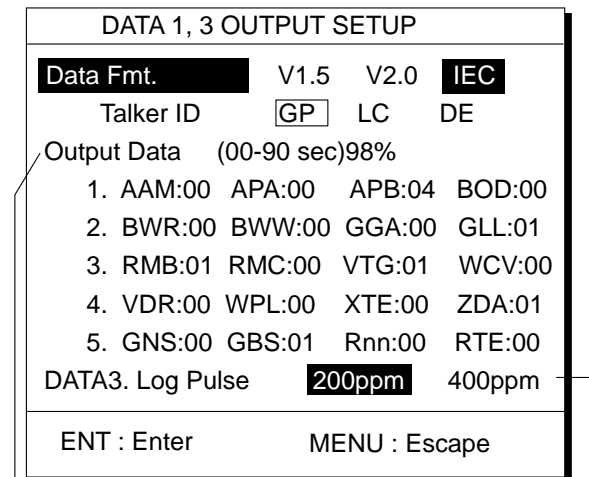 DATA 1, 3 OUTPUT SETUP
Data Fmt. V1.5 V2.0 IEC
Talker ID GP LC DE
Output Data (00-90 sec)98%
1. AAM:00 APA:00 APB:04 BOD:00
2. BWR:00 BWW:00 GGA:00 GLL:01
3. RMB:01 RMC:00 VTG:01 WCV:00
4. VDR:00 WPL:00 XTE:00 ZDA:01
5. GNS:00 GBS:01 Rnn:00 RTE:00
DATA3. Log Pulse 200ppm 400ppm
ENT : Enter MENU : Escape